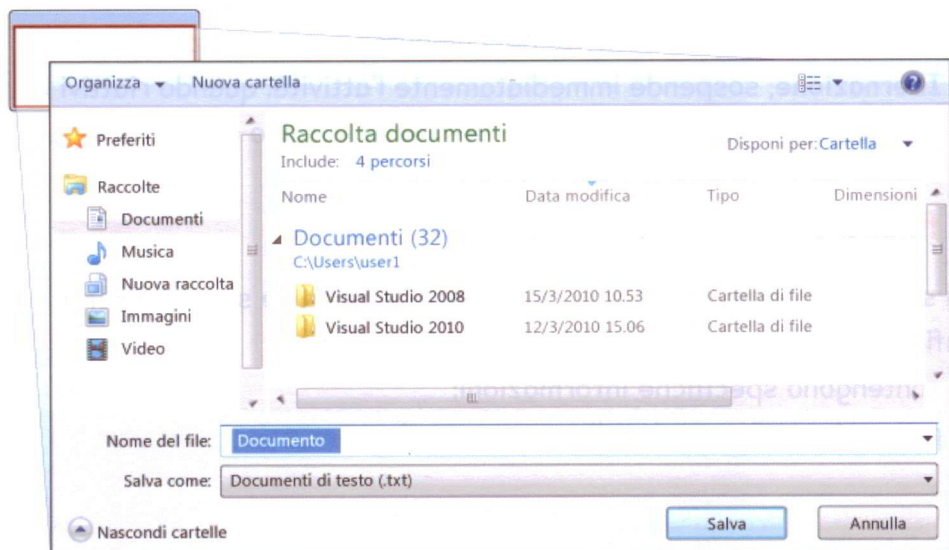 Organizza Nuova cartella
Preferiti
Raccolte
Documenti
Musica
Nuova raccolta
Immagini
Video
Raccolta documenti
Include: 4 percorsi
Disponi per: Cartella
Nome Data modifica Tipo Dimensioni
Documenti (32)
C:\Users\user1
Visual Studio 2008 15/3/2010 10.53 Cartella di file
Visual Studio 2010 12/3/2010 15.06 Cartella di file
Nome del file: Documento
Salva come: Documenti di testo (.txt)
Nascondi cartelle Salva Annulla